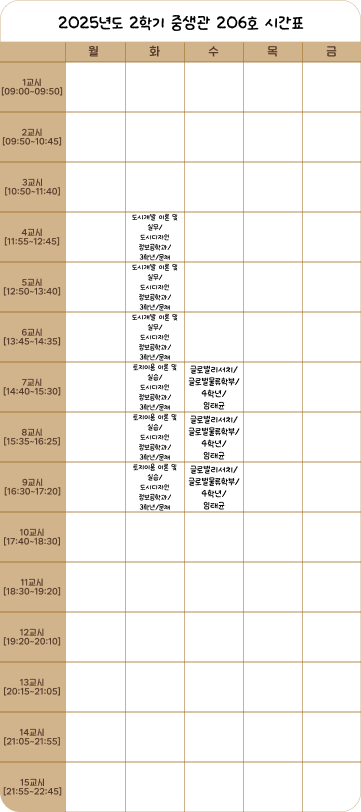 2025년도 2학기 중생관 206호 시간표
월 화 수 목 금
1교시
[09:00~09:50]
2교시
[09:50~10:45]
3교시
[10:50~11:40]
4교시
[11:55~12:45]
도시개발 이론 및
실무/
도시디자인
정보공학과/
3학년/문채
5교시
[12:50~13:40]
도시개발 이론 및
실무/
도시디자인
정보공학과/
3학년/문채
6교시
[13:45~14:35]
도시개발 이론 및
실무/
도시디자인
정보공학과/
3학년/문채
7교시
[14:40~15:30]
토지이용 이론 및
실습/
도시디자인
정보공학과/
3학년/문채
글로벌리서치/
글로벌물류학부/
4학년/
임태균
8교시
[15:35~16:25]
토지이용 이론 및
실습/
도시디자인
정보공학과/
3학년/문채
글로벌리서치/
글로벌물류학부/
4학년/
임태균
9교시
[16:30~17:20]
토지이용 이론 및
실습/
도시디자인
정보공학과/
3학년/문채
글로벌리서치/
글로벌물류학부/
4학년/
임태균
10교시
[17:40~18:30]
11교시
[18:30~19:20]
12교시
[19:20~20:10]
13교시
[20:15~21:05]
14교시
[21:05~21:55]
15교시
[21:55~22:45]